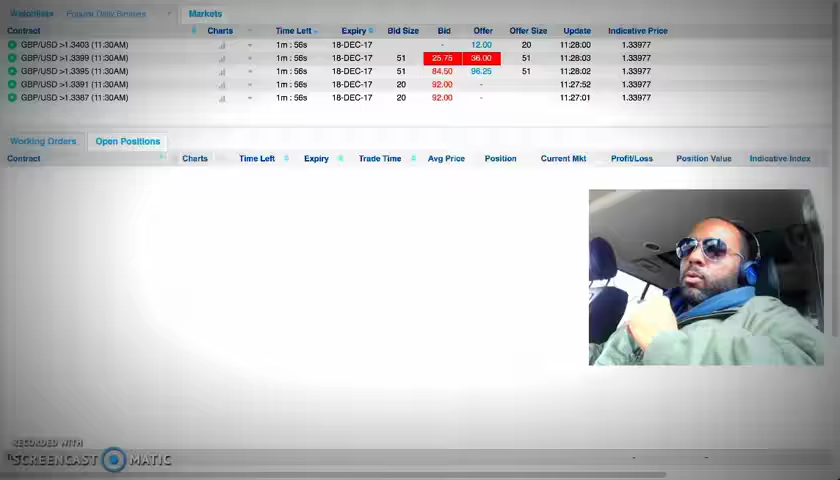 Watchlists Popular Daily Binaries Markets
Contract Charts Time Left Expiry Bid Size Bid Offer Offer Size Update Indicative Price
GBP/USD >1.3403 (11:30AM) 1m : 56s 18-DEC-17 - 12.00 20 11:28:00 1.33977
GBP/USD >1.3399 (11:30AM) 1m : 56s 18-DEC-17 51 25.75 36.00 51 11:28:03 1.33977
GBP/USD >1.3395 (11:30AM) 1m : 56s 18-DEC-17 51 84.50 96.25 51 11:28:02 1.33977
GBP/USD >1.3391 (11:30AM) 1m : 56s 18-DEC-17 20 92.00 - 11:27:52 1.33977
GBP/USD >1.3387 (11:30AM) 1m : 56s 18-DEC-17 20 92.00 - 11:27:01 1.33977
Working Orders Open Positions
Contract Charts Time Left Expiry Trade Time Avg Price Position Current Mkt Profit/Loss Position Value Indicative Index
RECORDED WITH
SCREENCAST MATIC